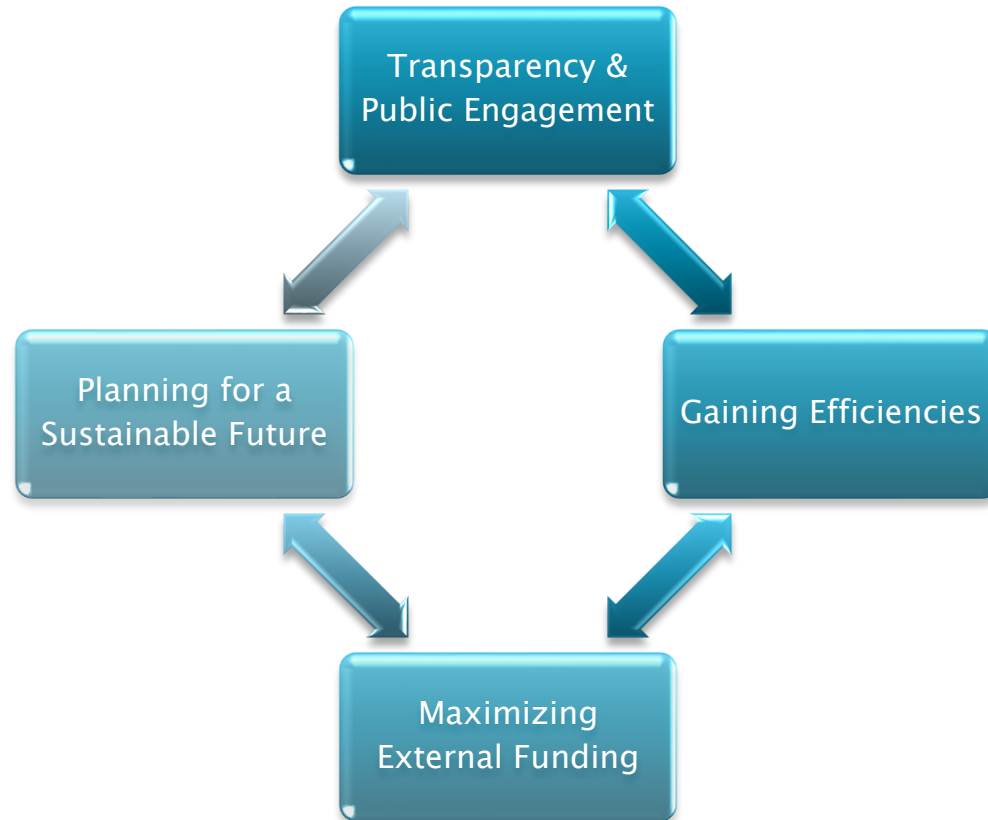 Transparency &
Public Engagement
Planning for a
Sustainable Future
Gaining Efficiencies
Maximizing
External Funding